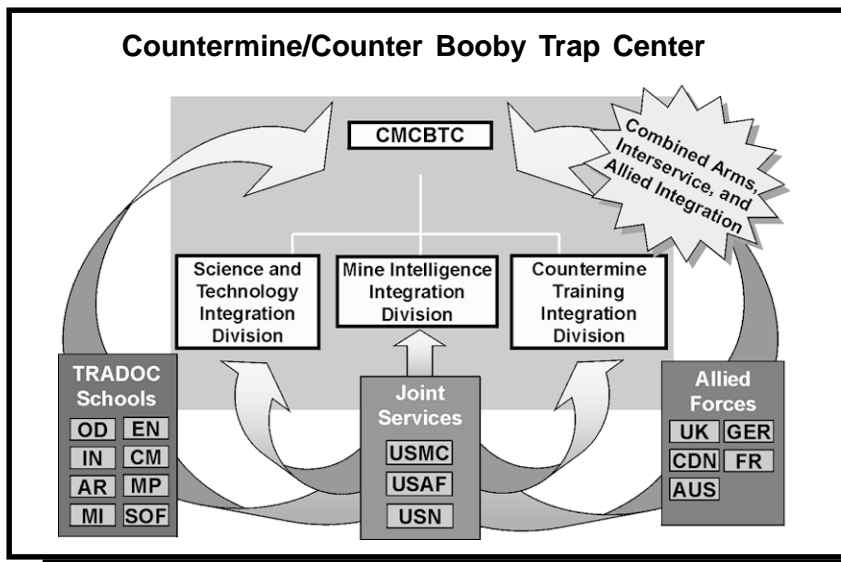 Countermine/Counter Booby Trap Center
CMCBTC
Combined Arms,
Interservice, and
Allied Integration
Science and
Technology
Integration
Division
Mine Intelligence
Integration
Division
Countermine
Training
Integration
Division
TRADOC
Schools
OD EN
IN CM
AR MP
MI SOF
Joint
Services
USMC
USAF
USN
Allied
Forces
UK GER
CDN FR
AUS